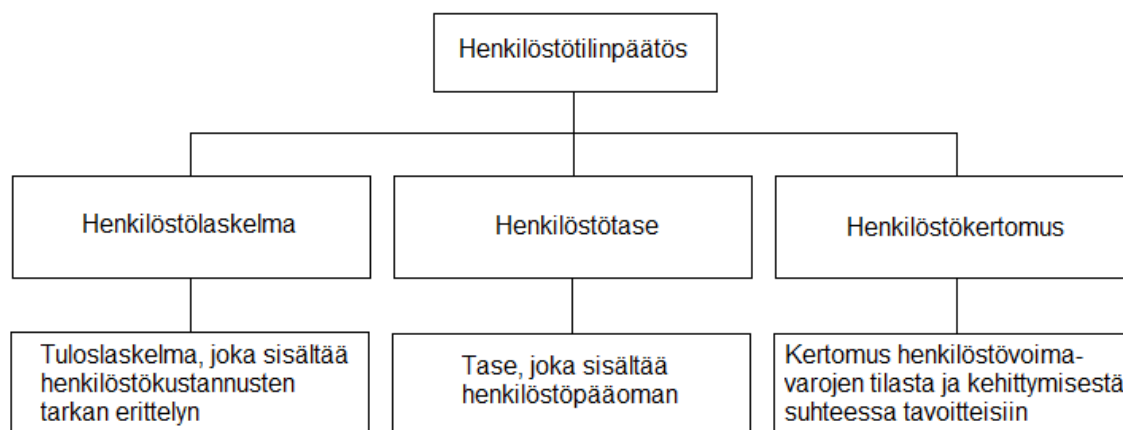 Henkilöstötilinpäätös
Henkilöstölaskelma
Henkilöstötase
Henkilöstökertomus
Tuloslaskelma, joka sisältää
henkilöstökustannusten
tarkan erittelyn
Tase, joka sisältää
henkilöstöpääoman
Kertomus henkilöstövoima-
varojen tilasta ja kehittymisestä
suhteessa tavoitteisiin